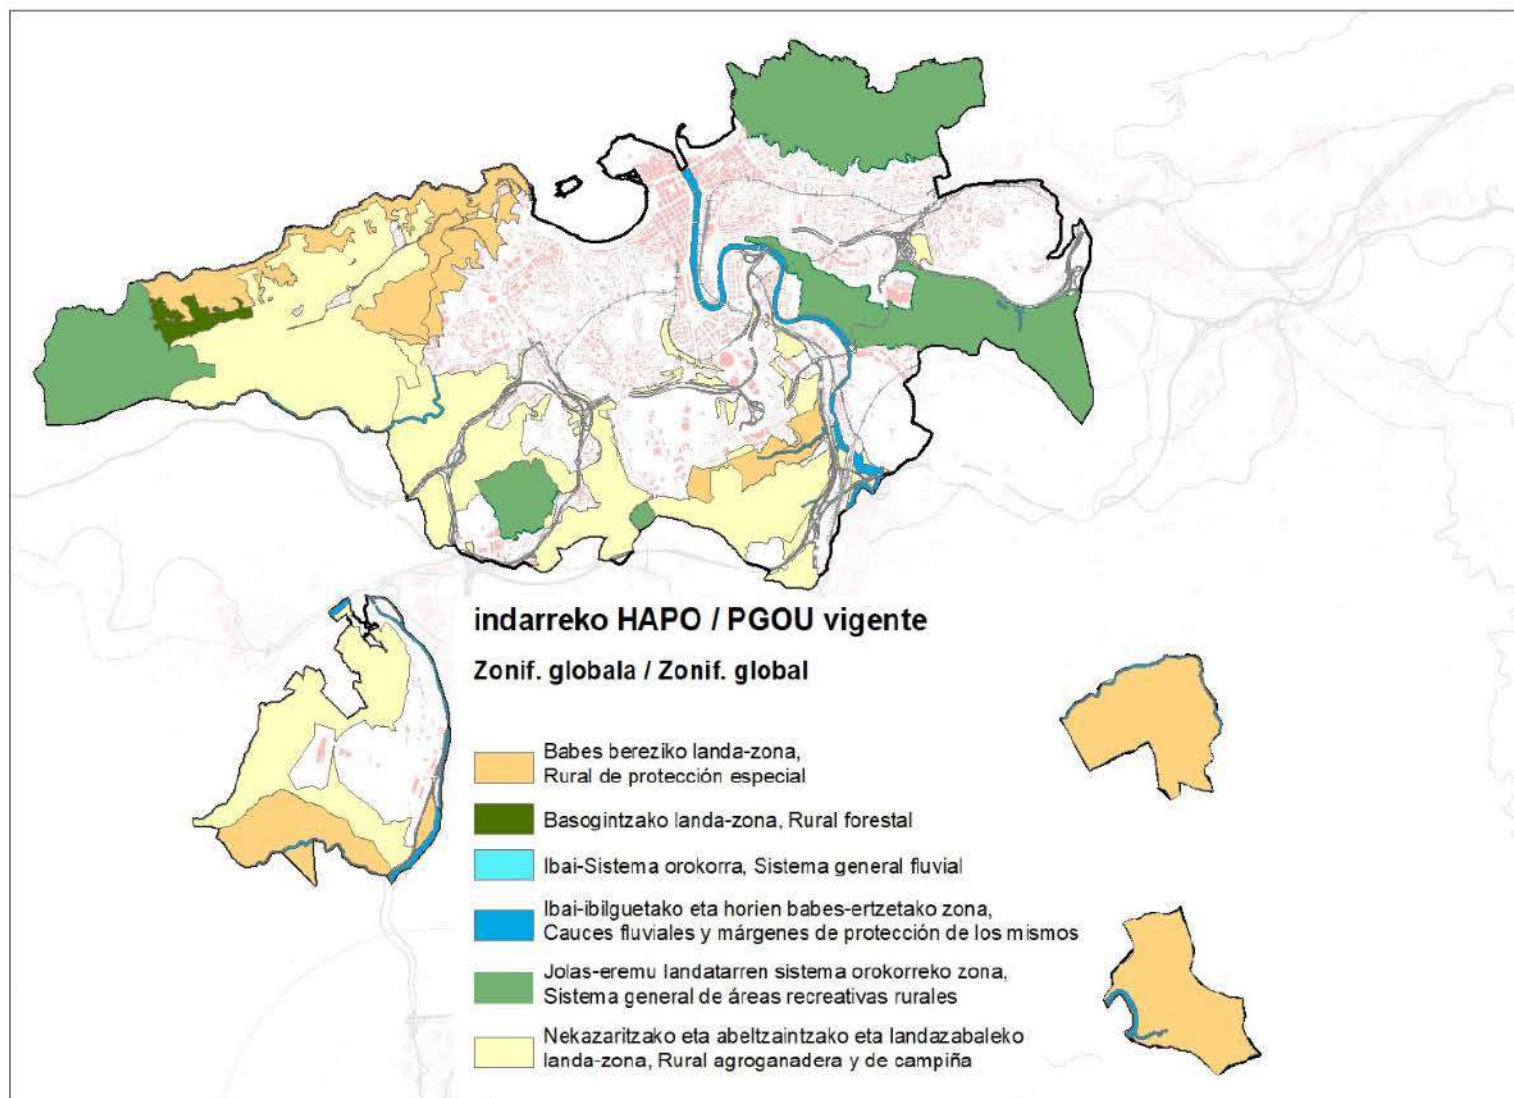 indarreko HAPO / PGOU vigente
Zonif. globala / Zonif. global
Babes bereziko landa-zona,
Rural de protección especial
Basogintzako landa-zona, Rural forestal
Ibai-Sistema orokorra, Sistema general fluvial
Ibai-ibilguetako eta horien babes-ertzetako zona,
Cauces fluviales y márgenes de protección de los mismos
Jolas-eremu landatarren sistema orokorreko zona,
Sistema general de áreas recreativas rurales
Nekazaritzako eta abeltzaintzako eta landazabaleko
landa-zona, Rural agroganadera y de campiña